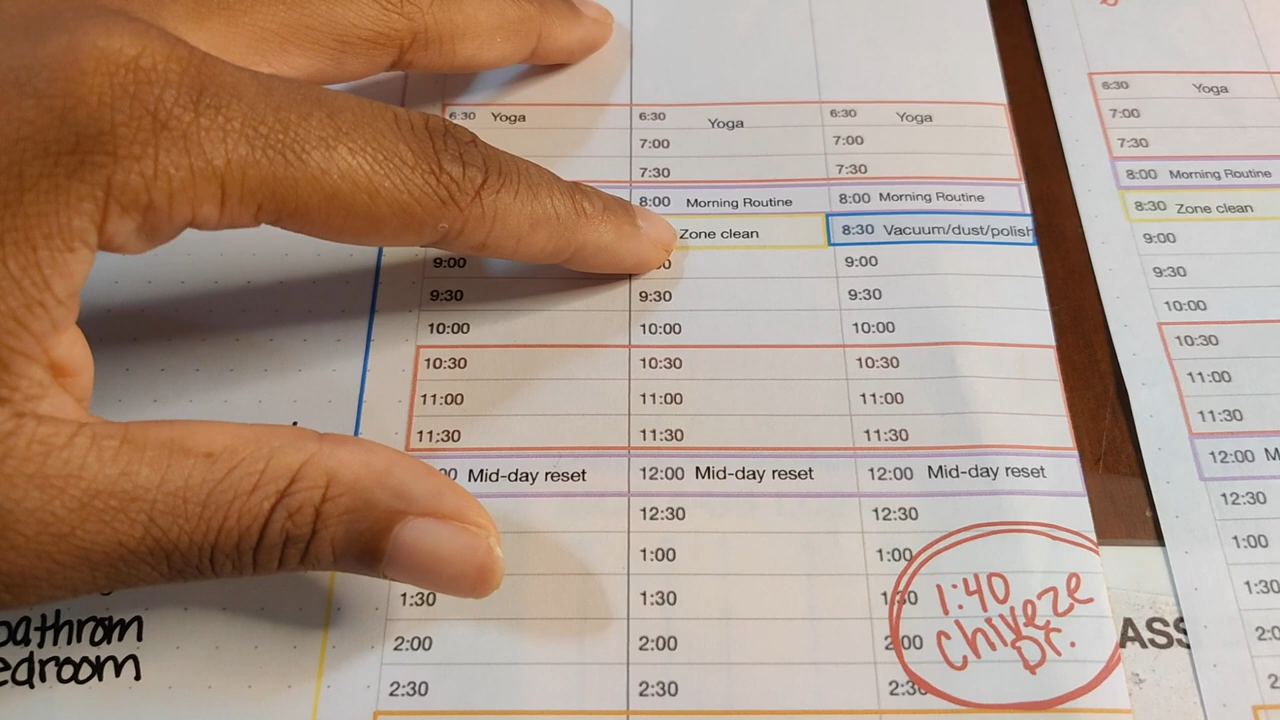 6:30 Yoga 6:30 Yoga 6:30 Yoga 6:30 Yoga
7:00 7:00 7:00
7:30 7:30 7:30
8:00 Morning Routine 8:00 Morning Routine 8:00 Morning Routine
Zone clean 8:30 Vacuum/dust/polish 8:30 Zone clean
9:00 9:00 9:00
9:30 9:30 9:30 9:30
10:00 10:00 10:00 10:00
10:30 10:30 10:30 10:30
11:00 11:00 11:00 11:00
11:30 11:30 11:30 11:30
Mid-day reset 12:00 Mid-day reset 12:00 Mid-day reset 12:00 M
12:30 12:30 12:30
1:00 1:00 1:00
1:30 1:30 1:30 1:30
2:00 2:00 2:00
2:30 2:30 2:30
1:40
chiveze
Dr.
bathrom
edroom
ASS